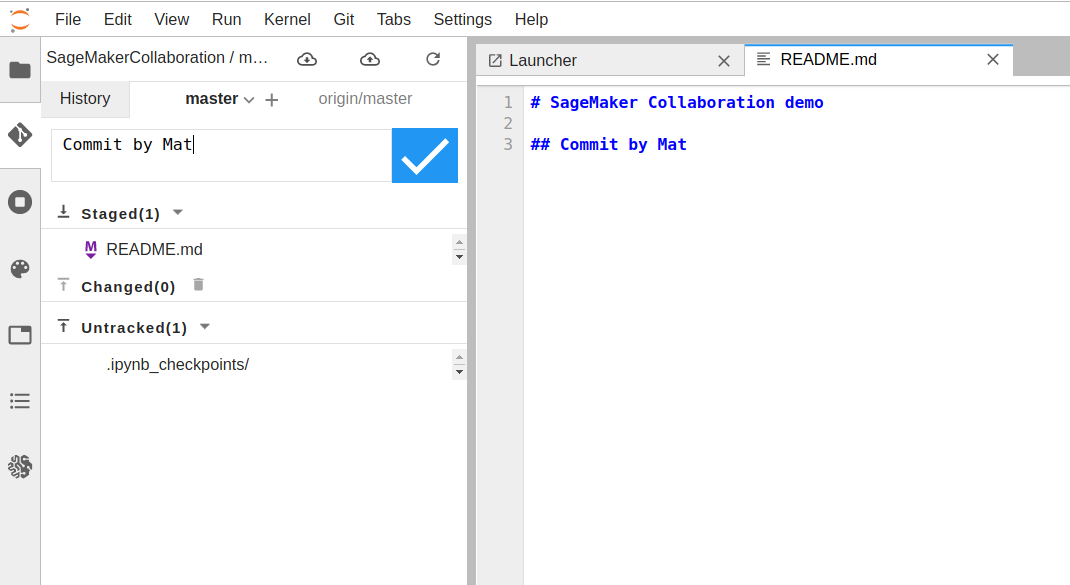 File Edit View Run Kernel Git Tabs Settings Help
SageMakerCollaboration / m…
History master origin/master
Commit by Mat
Staged(1)
M README.md
Changed(0)
Untracked(1)
.ipynb_checkpoints/
Launcher README.md
1 # SageMaker Collaboration demo
2
3 ## Commit by Mat